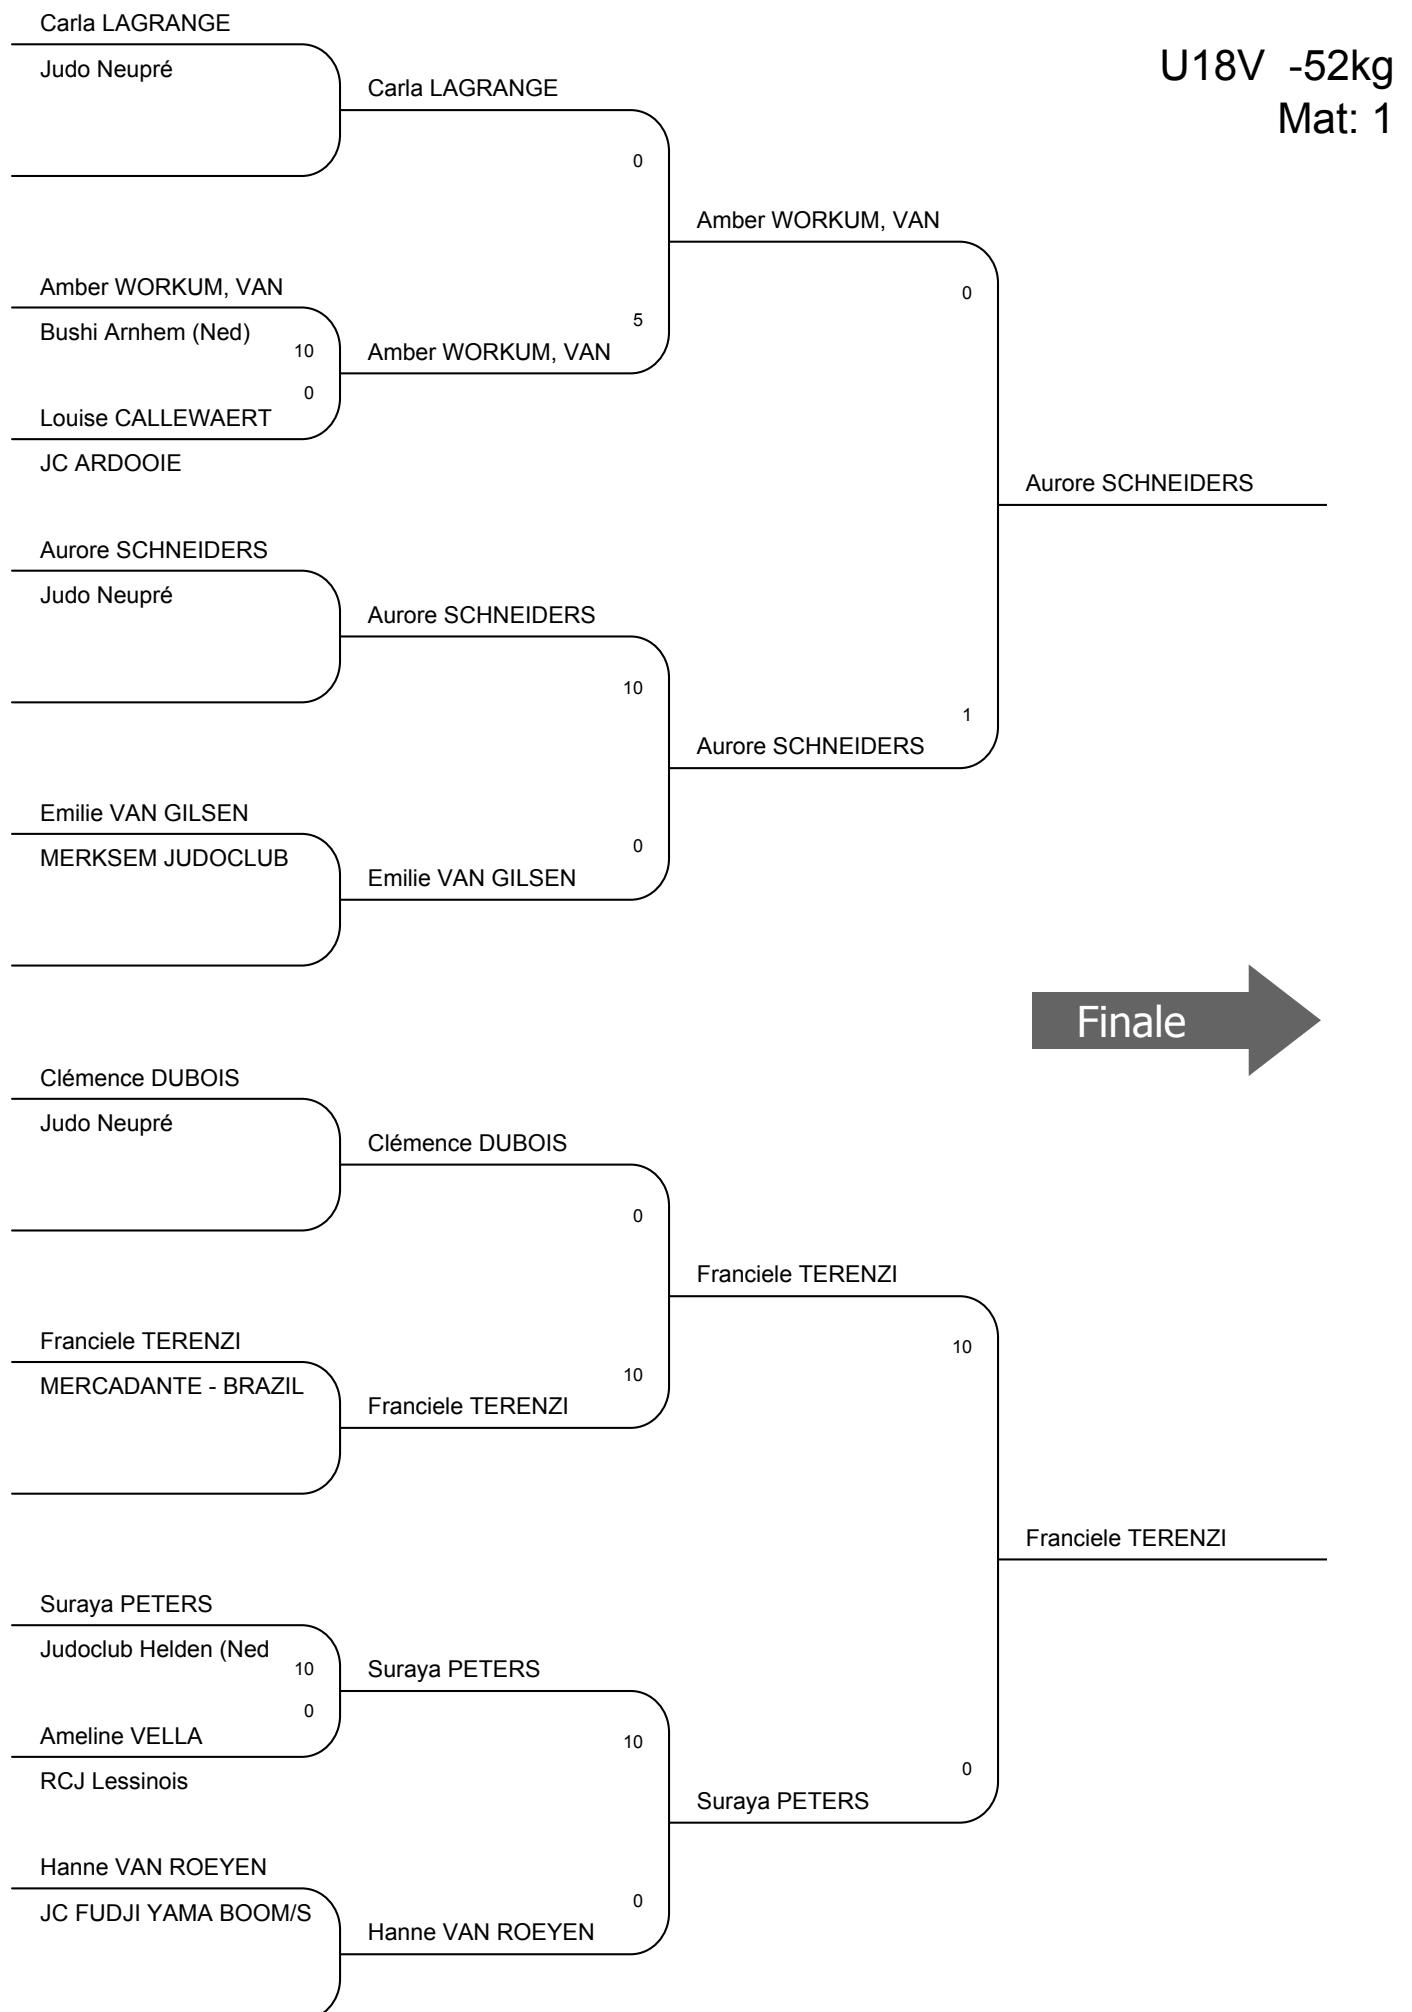 Carla LAGRANGE
Judo Neupré
Carla LAGRANGE
U18V -52kg
Mat: 1
0
Amber WORKUM, VAN
Amber WORKUM, VAN
0
Bushi Arnhem (Ned)
5
10
Amber WORKUM, VAN
0
Louise CALLEWAERT
JC ARDOOIE
Aurore SCHNEIDERS
Aurore SCHNEIDERS
Judo Neupré
Aurore SCHNEIDERS
10
1
Aurore SCHNEIDERS
Emilie VAN GILSEN
MERKSEM JUDOCLUB
0
Emilie VAN GILSEN
Finale
Clémence DUBOIS
Judo Neupré
Clémence DUBOIS
0
Franciele TERENZI
Franciele TERENZI
10
MERCADANTE - BRAZIL
10
Franciele TERENZI
Franciele TERENZI
Suraya PETERS
Judoclub Helden (Ned
10
Suraya PETERS
0
Ameline VELLA
10
RCJ Lessinois
0
Suraya PETERS
Hanne VAN ROEYEN
JC FUDJI YAMA BOOM/S
0
Hanne VAN ROEYEN